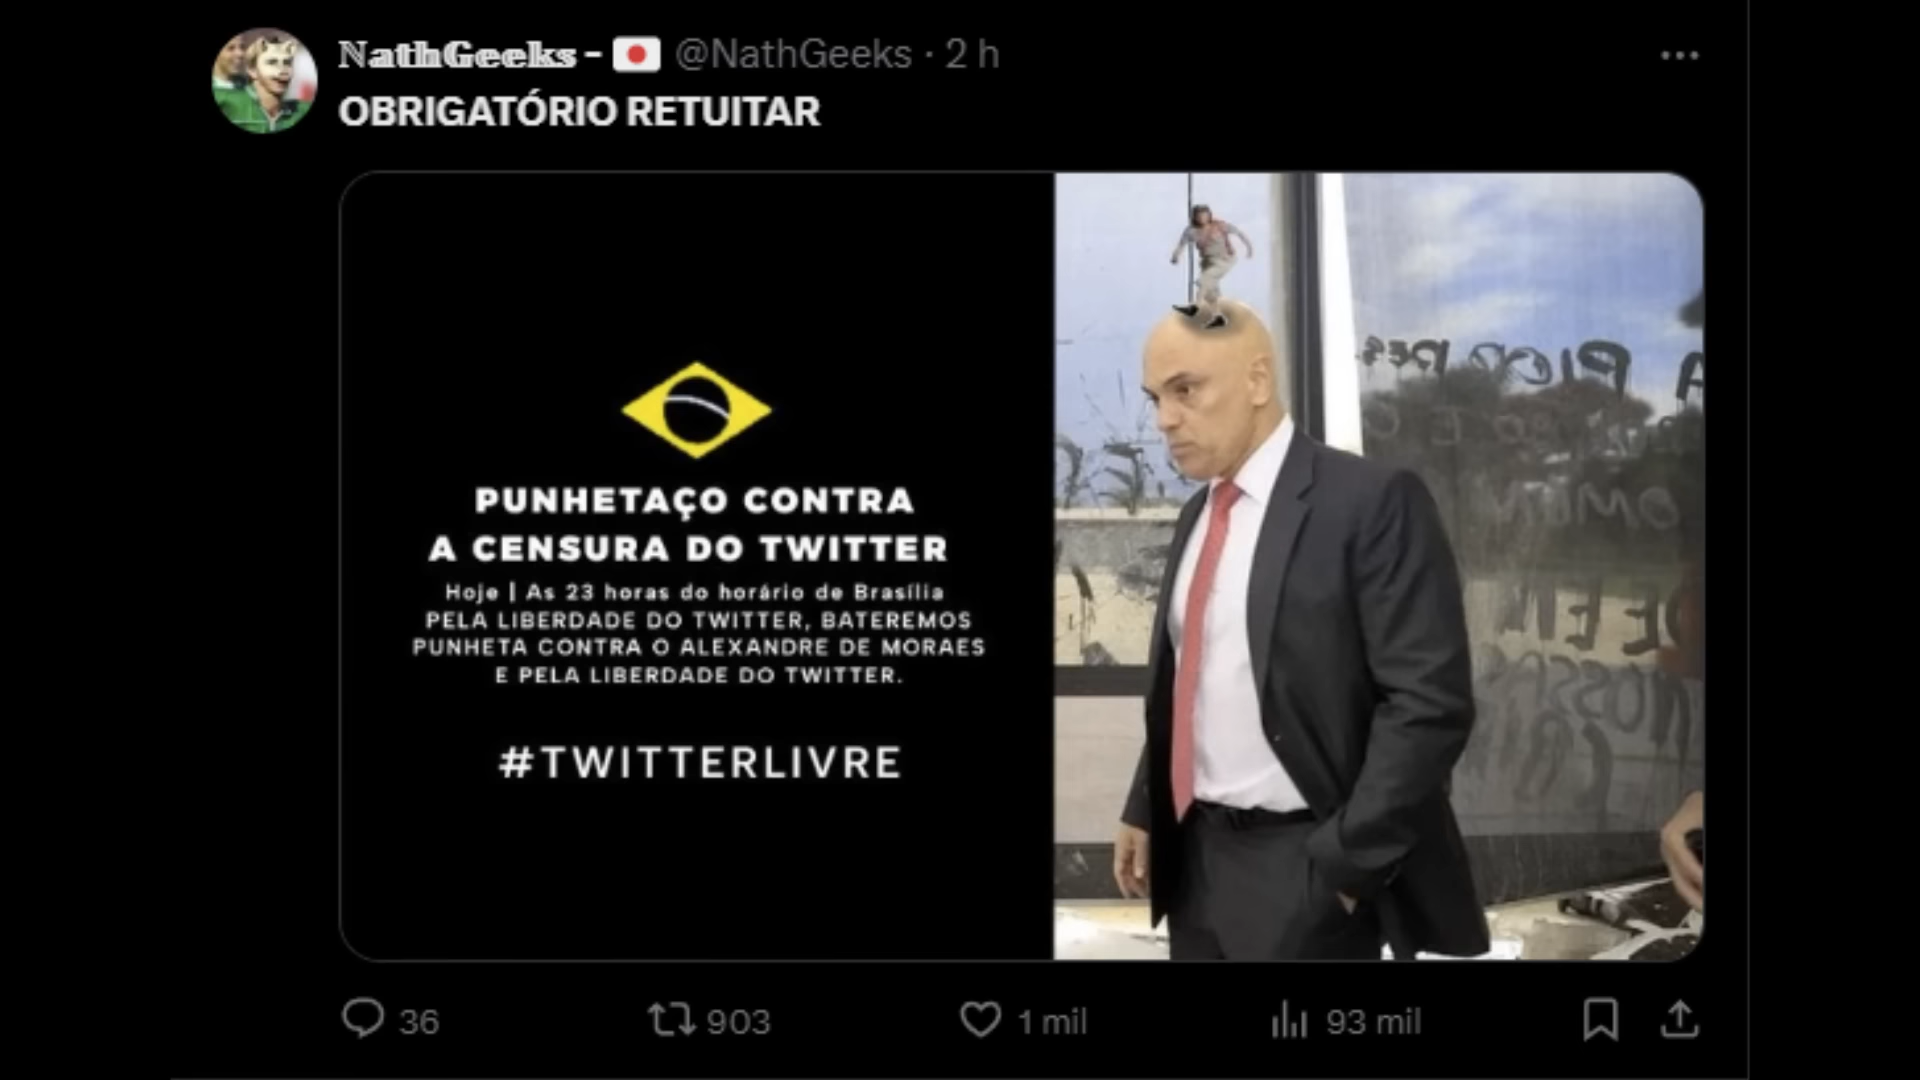 NathGeeks - @NathGeeks · 2 h
OBRIGATÓRIO RETUITAR
PUNHETAÇO CONTRA
A CENSURA DO TWITTER
Hoje | As 23 horas do horário de Brasília
PELA LIBERDADE DO TWITTER, BATEREMOS
PUNHETA CONTRA O ALEXANDRE DE MORAES
E PELA LIBERDADE DO TWITTER.
#TWITTERLIVRE
36 903 1 mil 93 mil